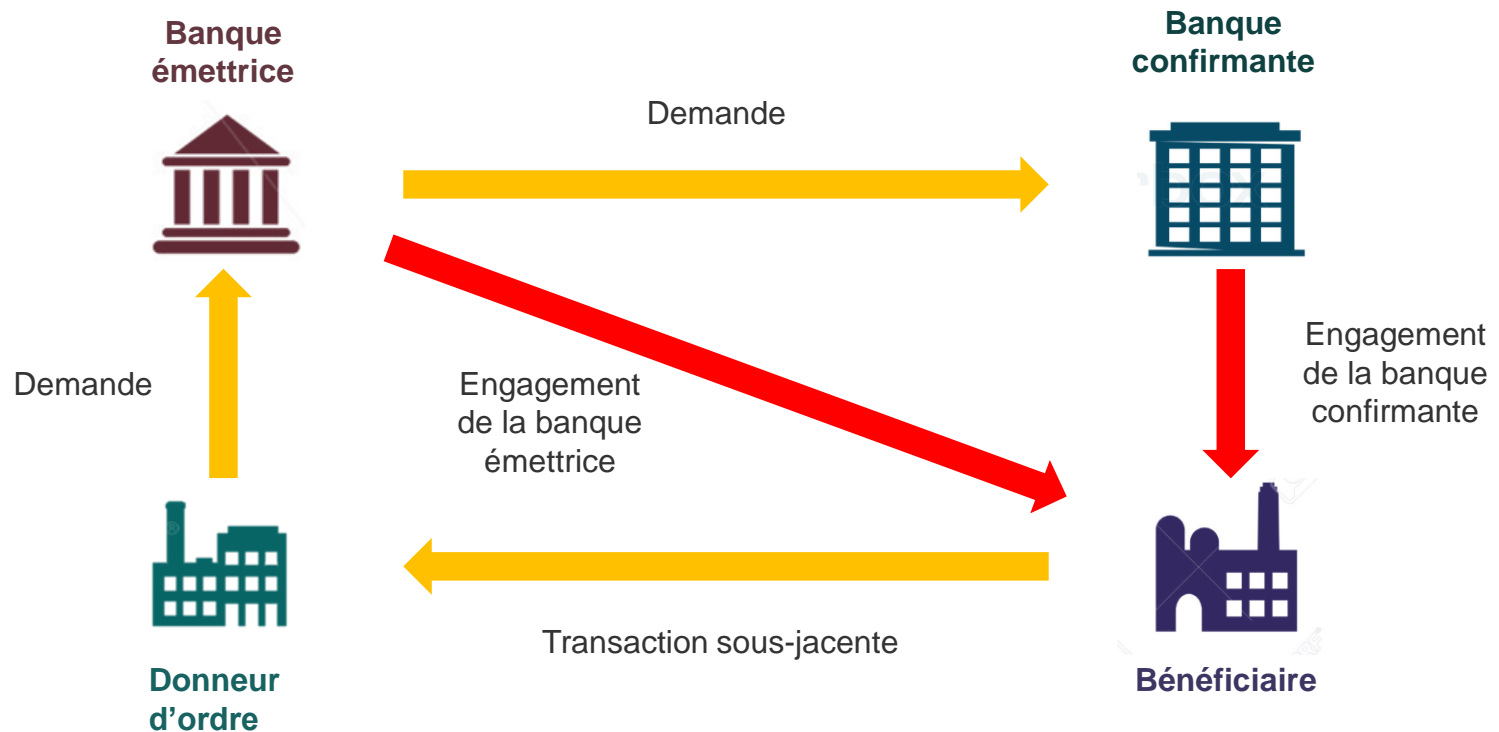 Banque
émettrice
Banque
confirmante
Demande
Demande
Engagement
de la banque
émettrice
Engagement
de la banque
confirmante
Transaction sous-jacente
Donneur
d’ordre
Bénéficiaire